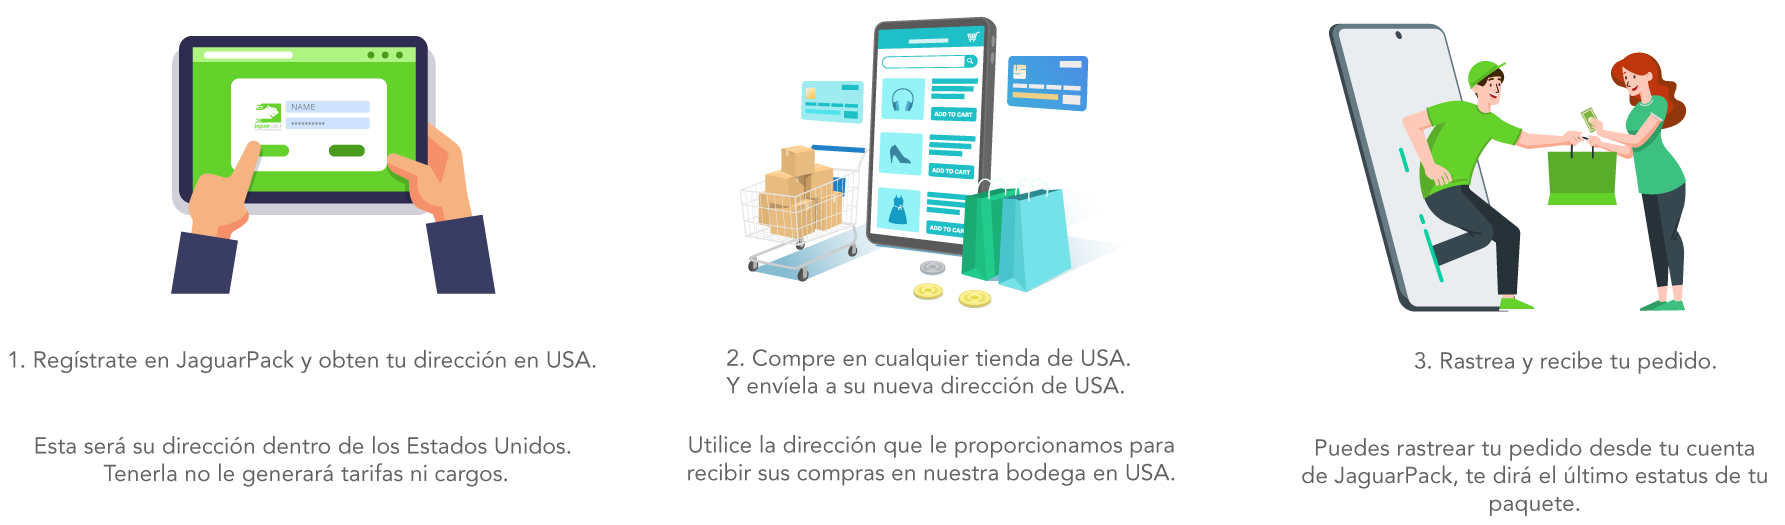 NAME
**********
JaguarPack
ADD TO CART
ADD TO CART
ADD TO CAR
1. Regístrate en JaguarPack y obten tu dirección en USA.
Esta será su dirección dentro de los Estados Unidos.
Tenerla no le generará tarifas ni cargos.
2. Compre en cualquier tienda de USA.
Y envíela a su nueva dirección de USA.
Utilice la dirección que le proporcionamos para
recibir sus compras en nuestra bodega en USA.
3. Rastrea y recibe tu pedido.
Puedes rastrear tu pedido desde tu cuenta
de JaguarPack, te dirá el último estatus de tu
paquete.